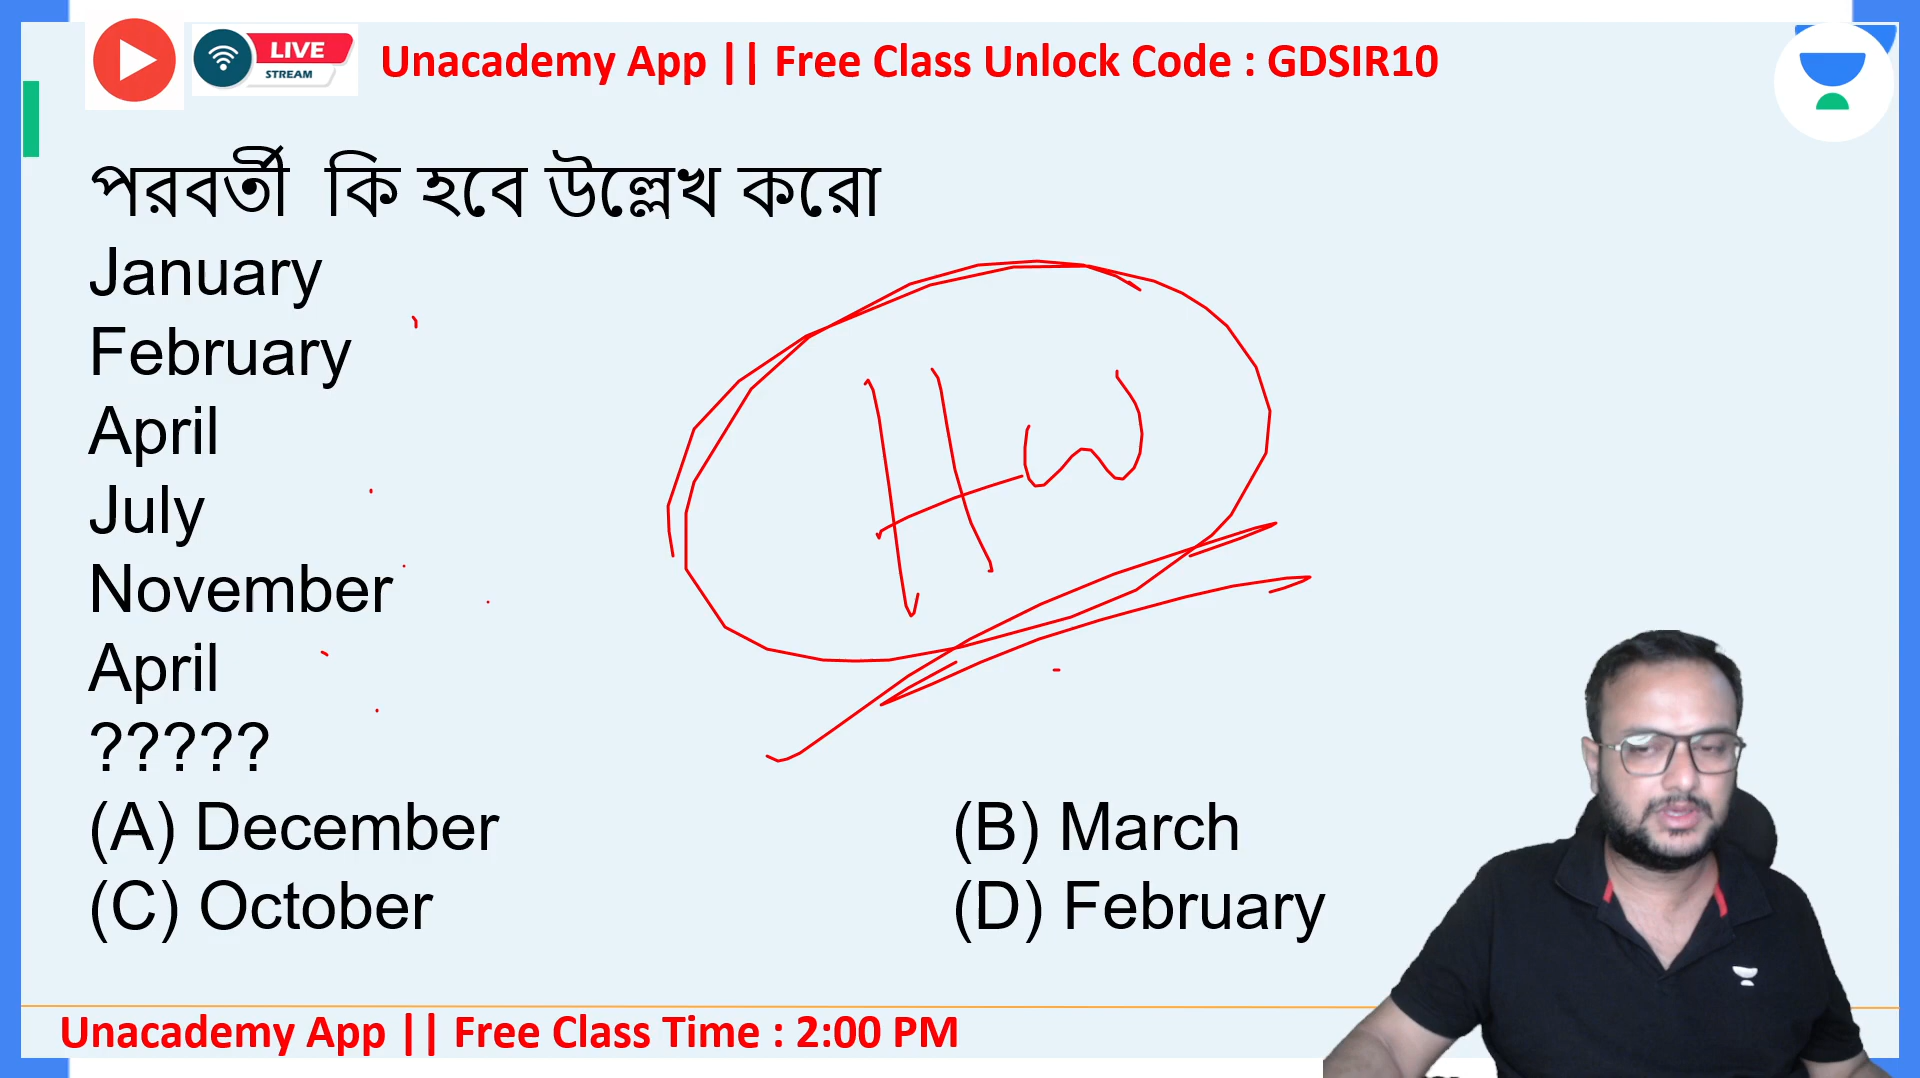 LIVE
STREAM
Unacademy App || Free Class Unlock Code : GDSIR10
পরবর্তী কি হবে উল্লেখ করো
January
February
April
July
November
April
?????
(A) December
(B) March
(C) October
(D) February
HW
Unacademy App || Free Class Time : 2:00 PM